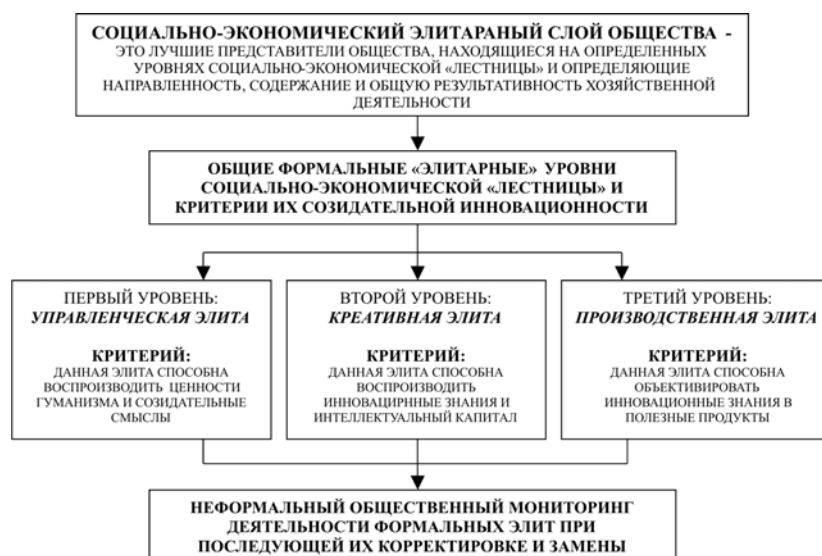 СОЦИАЛЬНО-ЭКОНОМИЧЕСКИЙ ЭЛИТАРАНЫЙ СЛОЙ ОБЩЕСТВА -
ЭТО ЛУЧШИЕ ПРЕДСТАВИТЕЛИ ОБЩЕСТВА, НАХОДЯЩИЕСЯ НА ОПРЕДЕЛЕННЫХ
УРОВНЯХ СОЦИАЛЬНО-ЭКОНОМИЧЕСКОЙ «ЛЕСТНИЦЫ» И ОПРЕДЕЛЯЮЩИЕ
НАПРАВЛЕННОСТЬ, СОДЕРЖАНИЕ И ОБЩУЮ РЕЗУЛЬТАТИВНОСТЬ ХОЗЯЙСТВЕННОЙ
ДЕЯТЕЛЬНОСТИ
ОБЩИЕ ФОРМАЛЬНЫЕ «ЭЛИТАРНЫЕ» УРОВНИ
СОЦИАЛЬНО-ЭКОНОМИЧЕСКОЙ «ЛЕСТНИЦЫ» И
КРИТЕРИИ ИХ СОЗИДАТЕЛЬНОЙ ИННОВАЦИОННОСТИ
ПЕРВЫЙ УРОВЕНЬ:
УПРАВЛЕНЧЕСКАЯ ЭЛИТА
КРИТЕРИЙ:
ДАННАЯ ЭЛИТА СПОСОБНА
ВОСПРОИЗВОДИТЬ ЦЕННОСТИ
ГУМАНИЗМА И СОЗИДАТЕЛЬНЫЕ
СМЫСЛЫ
ВТОРОЙ УРОВЕНЬ:
КРЕАТИВНАЯ ЭЛИТА
КРИТЕРИЙ:
ДАННАЯ ЭЛИТА СПОСОБНА
ВОСПРОИЗВОДИТЬ
ИННОВАЦИРННЫЕ ЗНАНИЯ И
ИНТЕЛЛЕКТУАЛЬНЫЙ КАПИТАЛ
ТРЕТИЙ УРОВЕНЬ:
ПРОИЗВОДСТВЕННАЯ ЭЛИТА
КРИТЕРИЙ:
ДАННАЯ ЭЛИТА СПОСОБНА
ОБЪЕКТИВИРОВАТЬ
ИННОВАЦИОННЫЕ ЗНАНИЯ В
ПОЛЕЗНЫЕ ПРОДУКТЫ
НЕФОРМАЛЬНЫЙ ОБЩЕСТВЕННЫЙ МОНИТОРИНГ
ДЕЯТЕЛЬНОСТИ ФОРМАЛЬНЫХ ЭЛИТ ПРИ
ПОСЛЕДУЮЩЕЙ ИХ КОРРЕКТИРОВКЕ И ЗАМЕНЫ